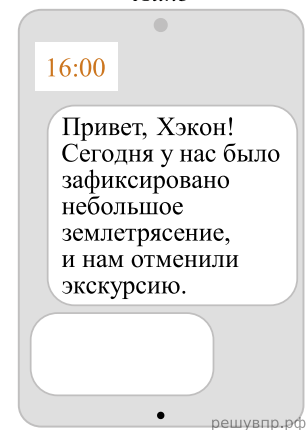 16:00
Привет, Хэкон!
Сегодня у нас было
зафиксировано
небольшое
землетрясение,
и нам отменили
экскурсию.
решувпр.рф